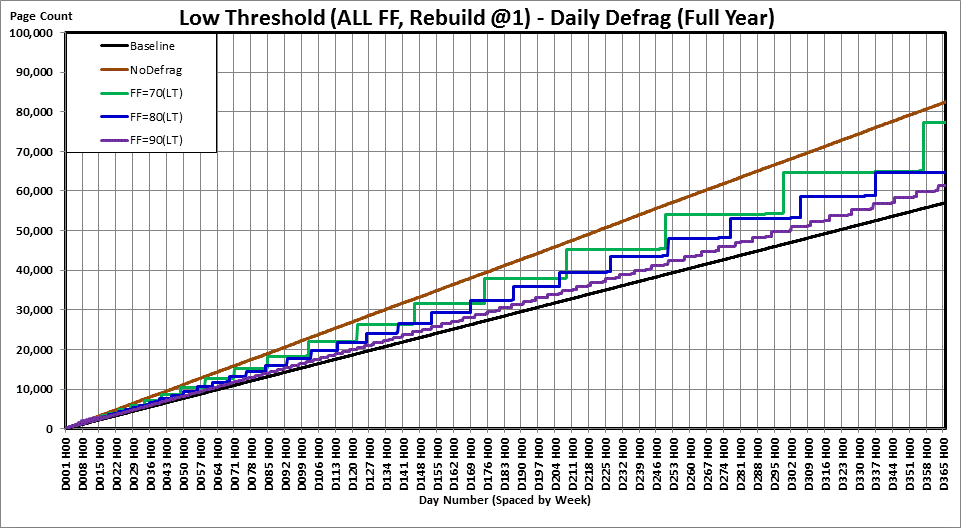 Page Count
Low Threshold (ALL FF, Rebuild @1) - Daily Defrag (Full Year)
100,000
90,000
80,000
70,000
60,000
50,000
40,000
30,000
20,000
10,000
0
Baseline
NoDefrag
FF=70(LT)
FF=80(LT)
FF=90(LT)
D001 H00
D008 H00
D015 H00
D022 H00
D029 H00
D036 H00
D043 H00
D050 H00
D057 H00
D064 H00
D071 H00
D078 H00
D085 H00
D092 H00
D099 H00
D106 H00
D113 H00
D120 H00
D127 H00
D134 H00
D141 H00
D148 H00
D155 H00
D162 H00
D169 H00
D176 H00
D183 H00
D190 H00
D197 H00
D204 H00
D211 H00
D218 H00
D225 H00
D232 H00
D239 H00
D246 H00
D253 H00
D260 H00
D267 H00
D274 H00
D281 H00
D288 H00
D295 H00
D302 H00
D309 H00
D316 H00
D323 H00
D330 H00
D337 H00
D344 H00
D351 H00
D358 H00
D365 H00
Day Number (Spaced by Week)